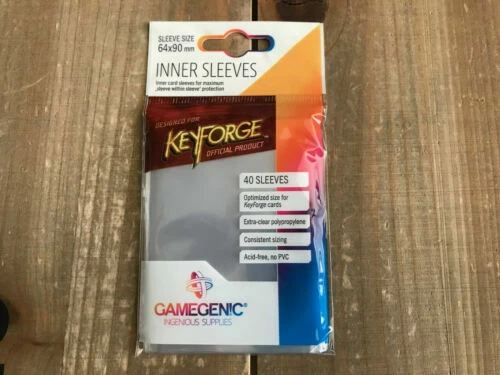 SLEEVE SIZE
64x90 mm
INNER SLEEVES
Inner card sleeves for maximum
„sleeve within sleeve“ protection
DESIGNED FOR
KEYFORGE
OFFICIAL PRODUCT
40 SLEEVES
Optimized size for
KeyForge cards
Extra-clear polypropylene
Consistent sizing
Acid-free, no PVC
GAMEGENIC®
INGENIOUS SUPPLIES